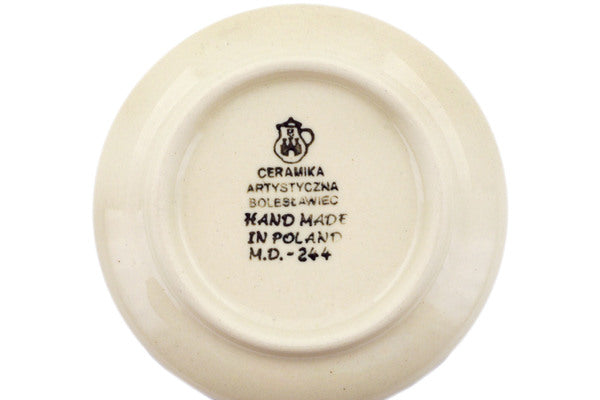 CERAMIKA
ARTYSTYCZNA
BOLESŁAWIEC
HAND MADE
IN POLAND
M.D. - 244